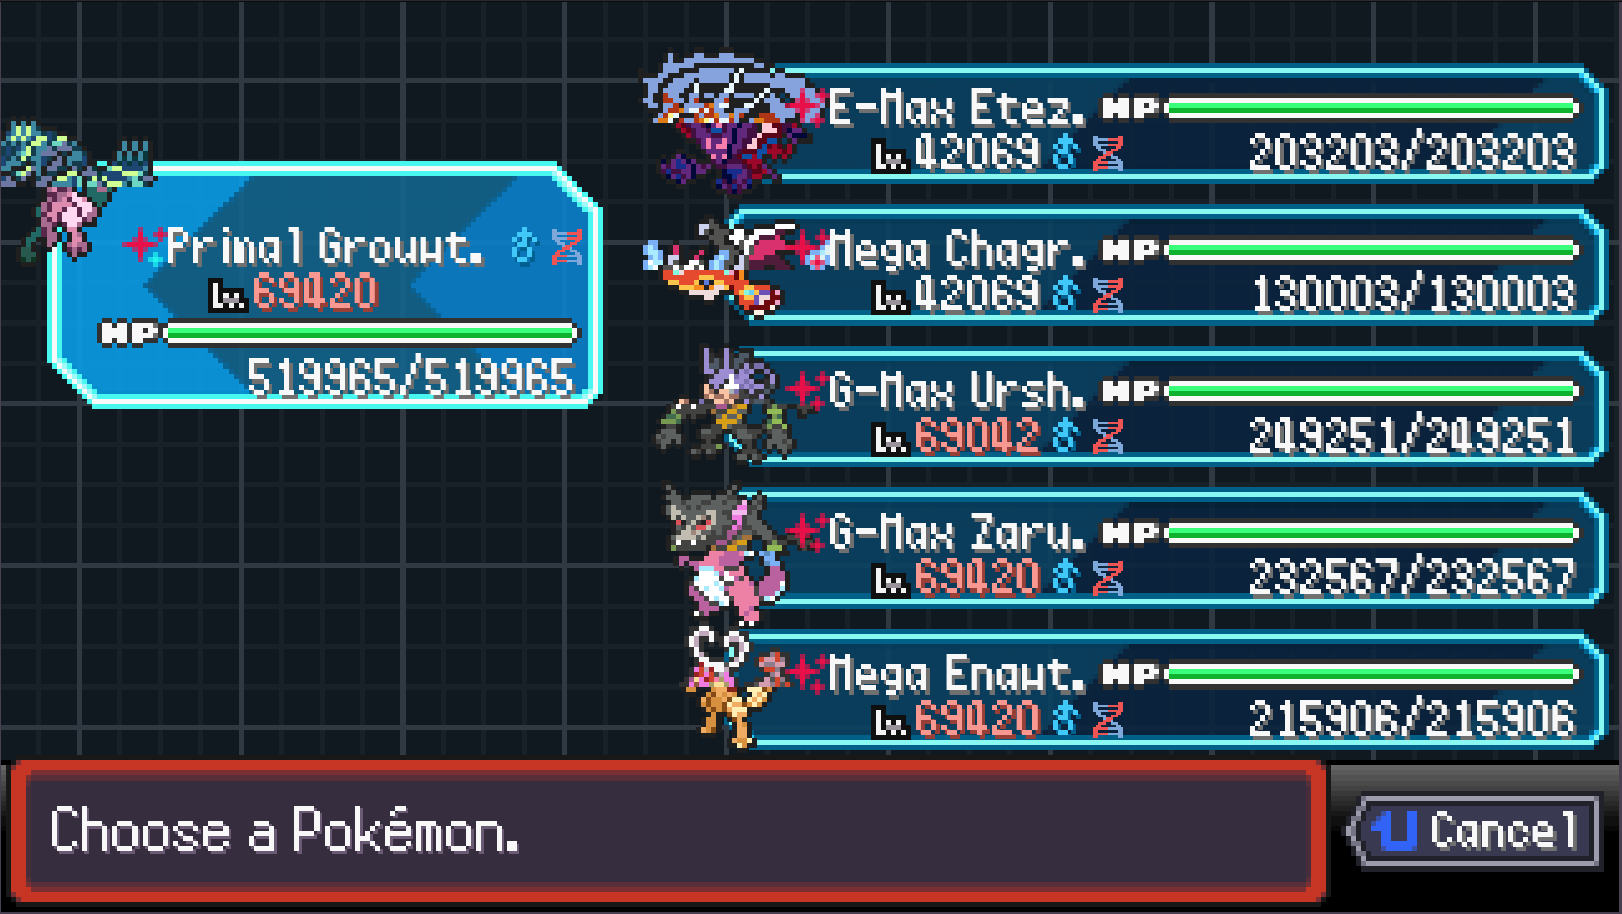 Primal Grouwt.
Lv. 69420
HP
519965/519965
E-Max Etez. HP
Lv. 42069 203203/203203
Mega Chagr. HP
Lv. 42069 130003/130003
G-Max Ursh. HP
Lv. 69042 249251/249251
G-Max Zaru. HP
Lv. 69420 232567/232567
Mega Enawt. HP
Lv. 69420 215906/215906
Choose a Pokémon.
Cancel